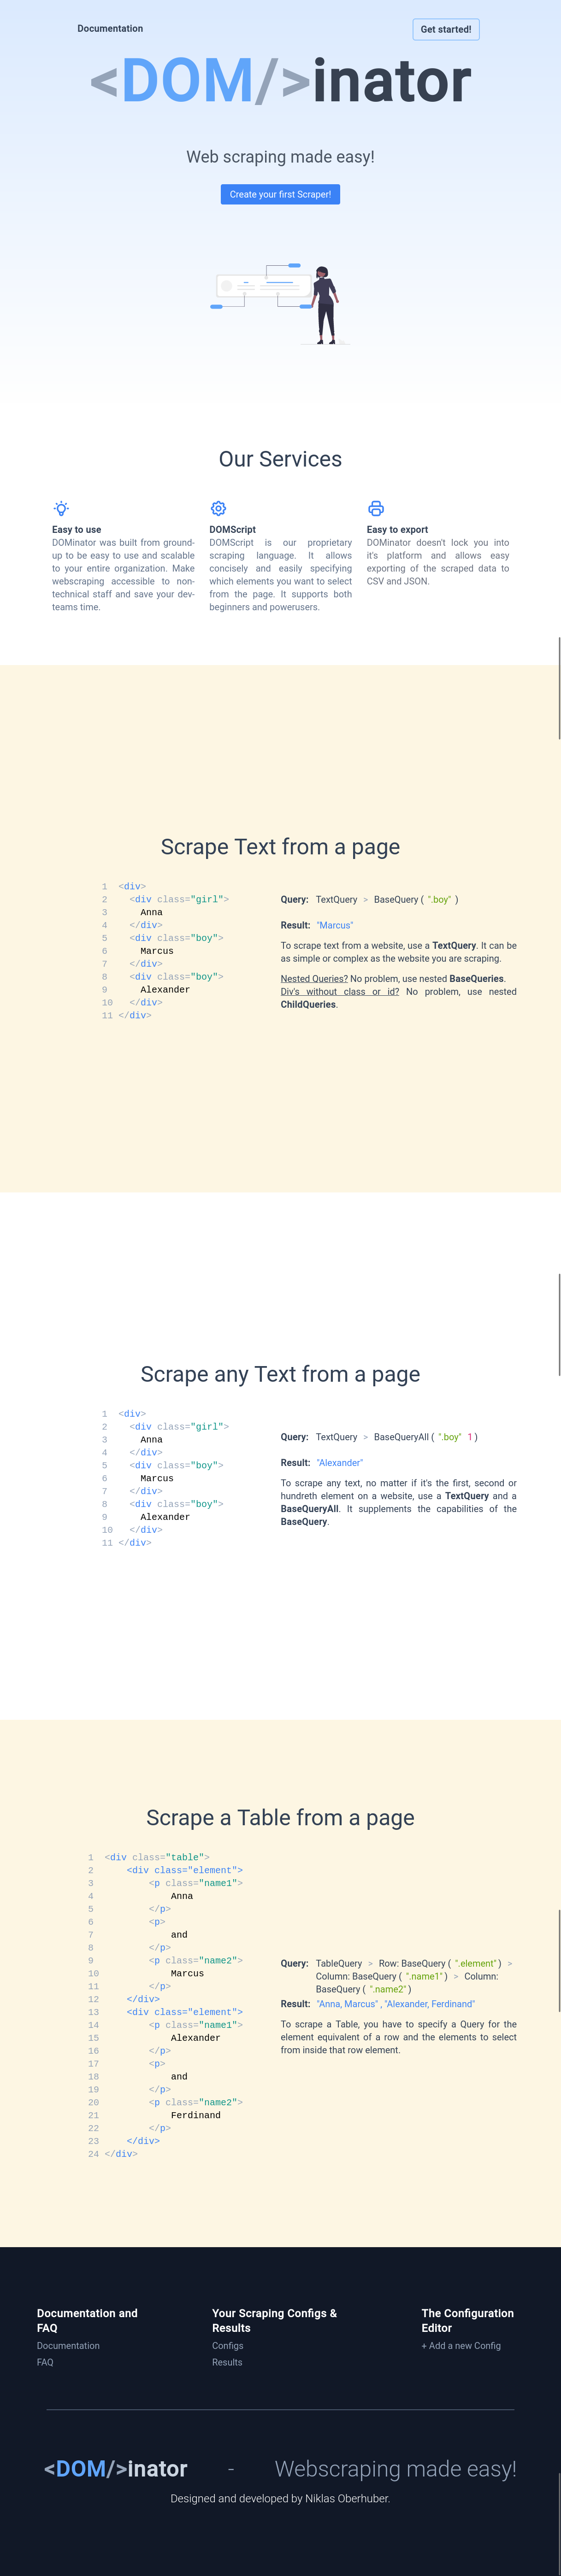 Documentation
Get started!
<DOM/>inator
Web scraping made easy!
Create your first Scraper!
Our Services
Easy to use
DOMinator was built from ground-
up to be easy to use and scalable
to your entire organization. Make
webscraping accessible to non-
technical staff and save your dev-
teams time.
DOMScript
DOMScript is our proprietary
scraping language. It allows
concisely and easily specifying
which elements you want to select
from the page. It supports both
beginners and powerusers.
Easy to export
DOMinator doesn't lock you into
it's platform and allows easy
exporting of the scraped data to
CSV and JSON.
Scrape Text from a page
1 <div>
2 <div class="girl">
3 Anna
4 </div>
5 <div class="boy">
6 Marcus
7 </div>
8 <div class="boy">
9 Alexander
10 </div>
11 </div>
Query: TextQuery > BaseQuery ( ".boy" )
Result: "Marcus"
To scrape text from a website, use a TextQuery. It can be
as simple or complex as the website you are scraping.
Nested Queries? No problem, use nested BaseQueries.
Div's without class or id? No problem, use nested
ChildQueries.
Scrape any Text from a page
1 <div>
2 <div class="girl">
3 Anna
4 </div>
5 <div class="boy">
6 Marcus
7 </div>
8 <div class="boy">
9 Alexander
10 </div>
11 </div>
Query: TextQuery > BaseQueryAll ( ".boy" 1 )
Result: "Alexander"
To scrape any text, no matter if it's the first, second or
hundreth element on a website, use a TextQuery and a
BaseQueryAll. It supplements the capabilities of the
BaseQuery.
Scrape a Table from a page
1 <div class="table">
2 <div class="element">
3 <p class="name1">
4 Anna
5 </p>
6 <p>
7 and
8 </p>
9 <p class="name2">
10 Marcus
11 </p>
12 </div>
13 <div class="element">
14 <p class="name1">
15 Alexander
16 </p>
17 <p>
18 and
19 </p>
20 <p class="name2">
21 Ferdinand
22 </p>
23 </div>
24 </div>
Query: TableQuery > Row: BaseQuery ( ".element" ) >
Column: BaseQuery ( ".name1" ) > Column:
BaseQuery ( ".name2" )
Result: "Anna, Marcus" , "Alexander, Ferdinand"
To scrape a Table, you have to specify a Query for the
element equivalent of a row and the elements to select
from inside that row element.
Documentation and
FAQ
Documentation
FAQ
Your Scraping Configs &
Results
Configs
Results
The Configuration
Editor
+ Add a new Config
<DOM/>inator - Webscraping made easy!
Designed and developed by Niklas Oberhuber.